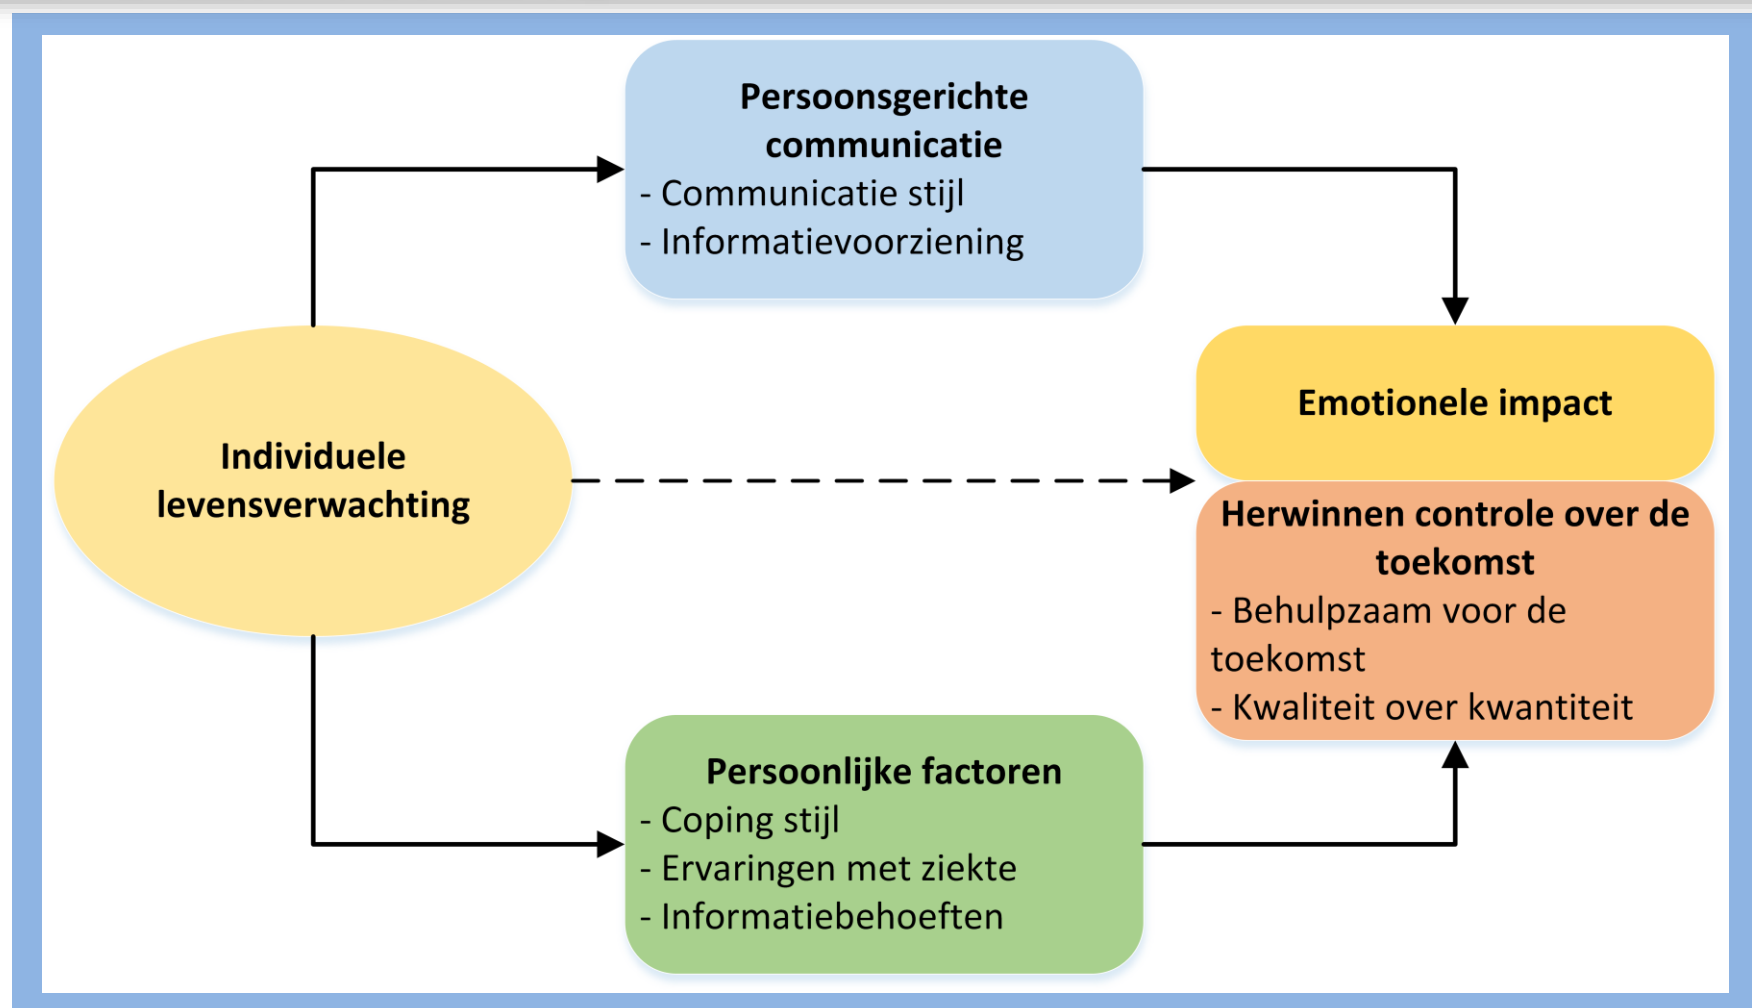 Persoonsgerichte
communicatie
- Communicatie stijl
- Informatievoorziening
Individuele
levensverwachting
Emotionele impact
Herwinnen controle over de
toekomst
- Behulpzaam voor de
toekomst
- Kwaliteit over kwantiteit
Persoonlijke factoren
- Coping stijl
- Ervaringen met ziekte
- Informatiebehoeften